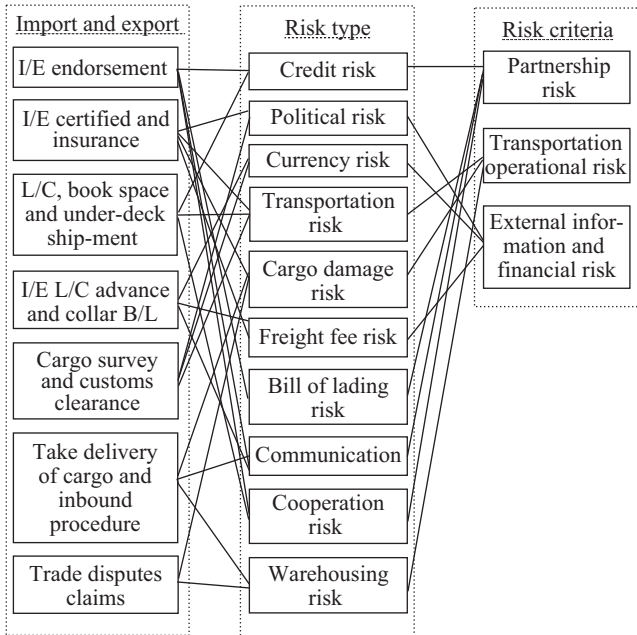 Import and export
I/E endorsement
I/E certified and
insurance
L/C, book space
and under-deck
ship-ment
I/E L/C advance
and collar B/L
Cargo survey
and customs
clearance
Take delivery
of cargo and
inbound
procedure
Trade disputes
claims
Risk type
Credit risk
Political risk
Currency risk
Transportation
risk
Cargo damage
risk
Freight fee risk
Bill of lading
risk
Communication
Cooperation
risk
Warehousing
risk
Risk criteria
Partnership
risk
Transportation
operational risk
External infor-
mation and
financial risk